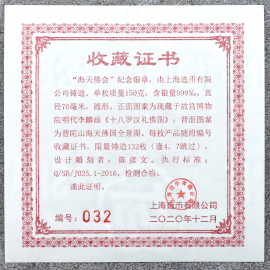 收藏证书
“海天佛会”纪念银章，由上海造币有限
公司铸造。单枚质量150克，含银量999‰，直
径70毫米，圆形。正面图案为现藏于故宫博物
院明代李麟画《十八罗汉礼佛图》；背面图案
为普陀山海天佛国全景图。每枚产品随附编号
收藏证书。限量铸造132枚（逢4、7跳过）。
设计雕刻者：陈彦文。执行标准：
Q/SB/J025.1-2016，检测合格。
谨此证明。
编号：032
上海造币有限公司
二〇二〇年十二月